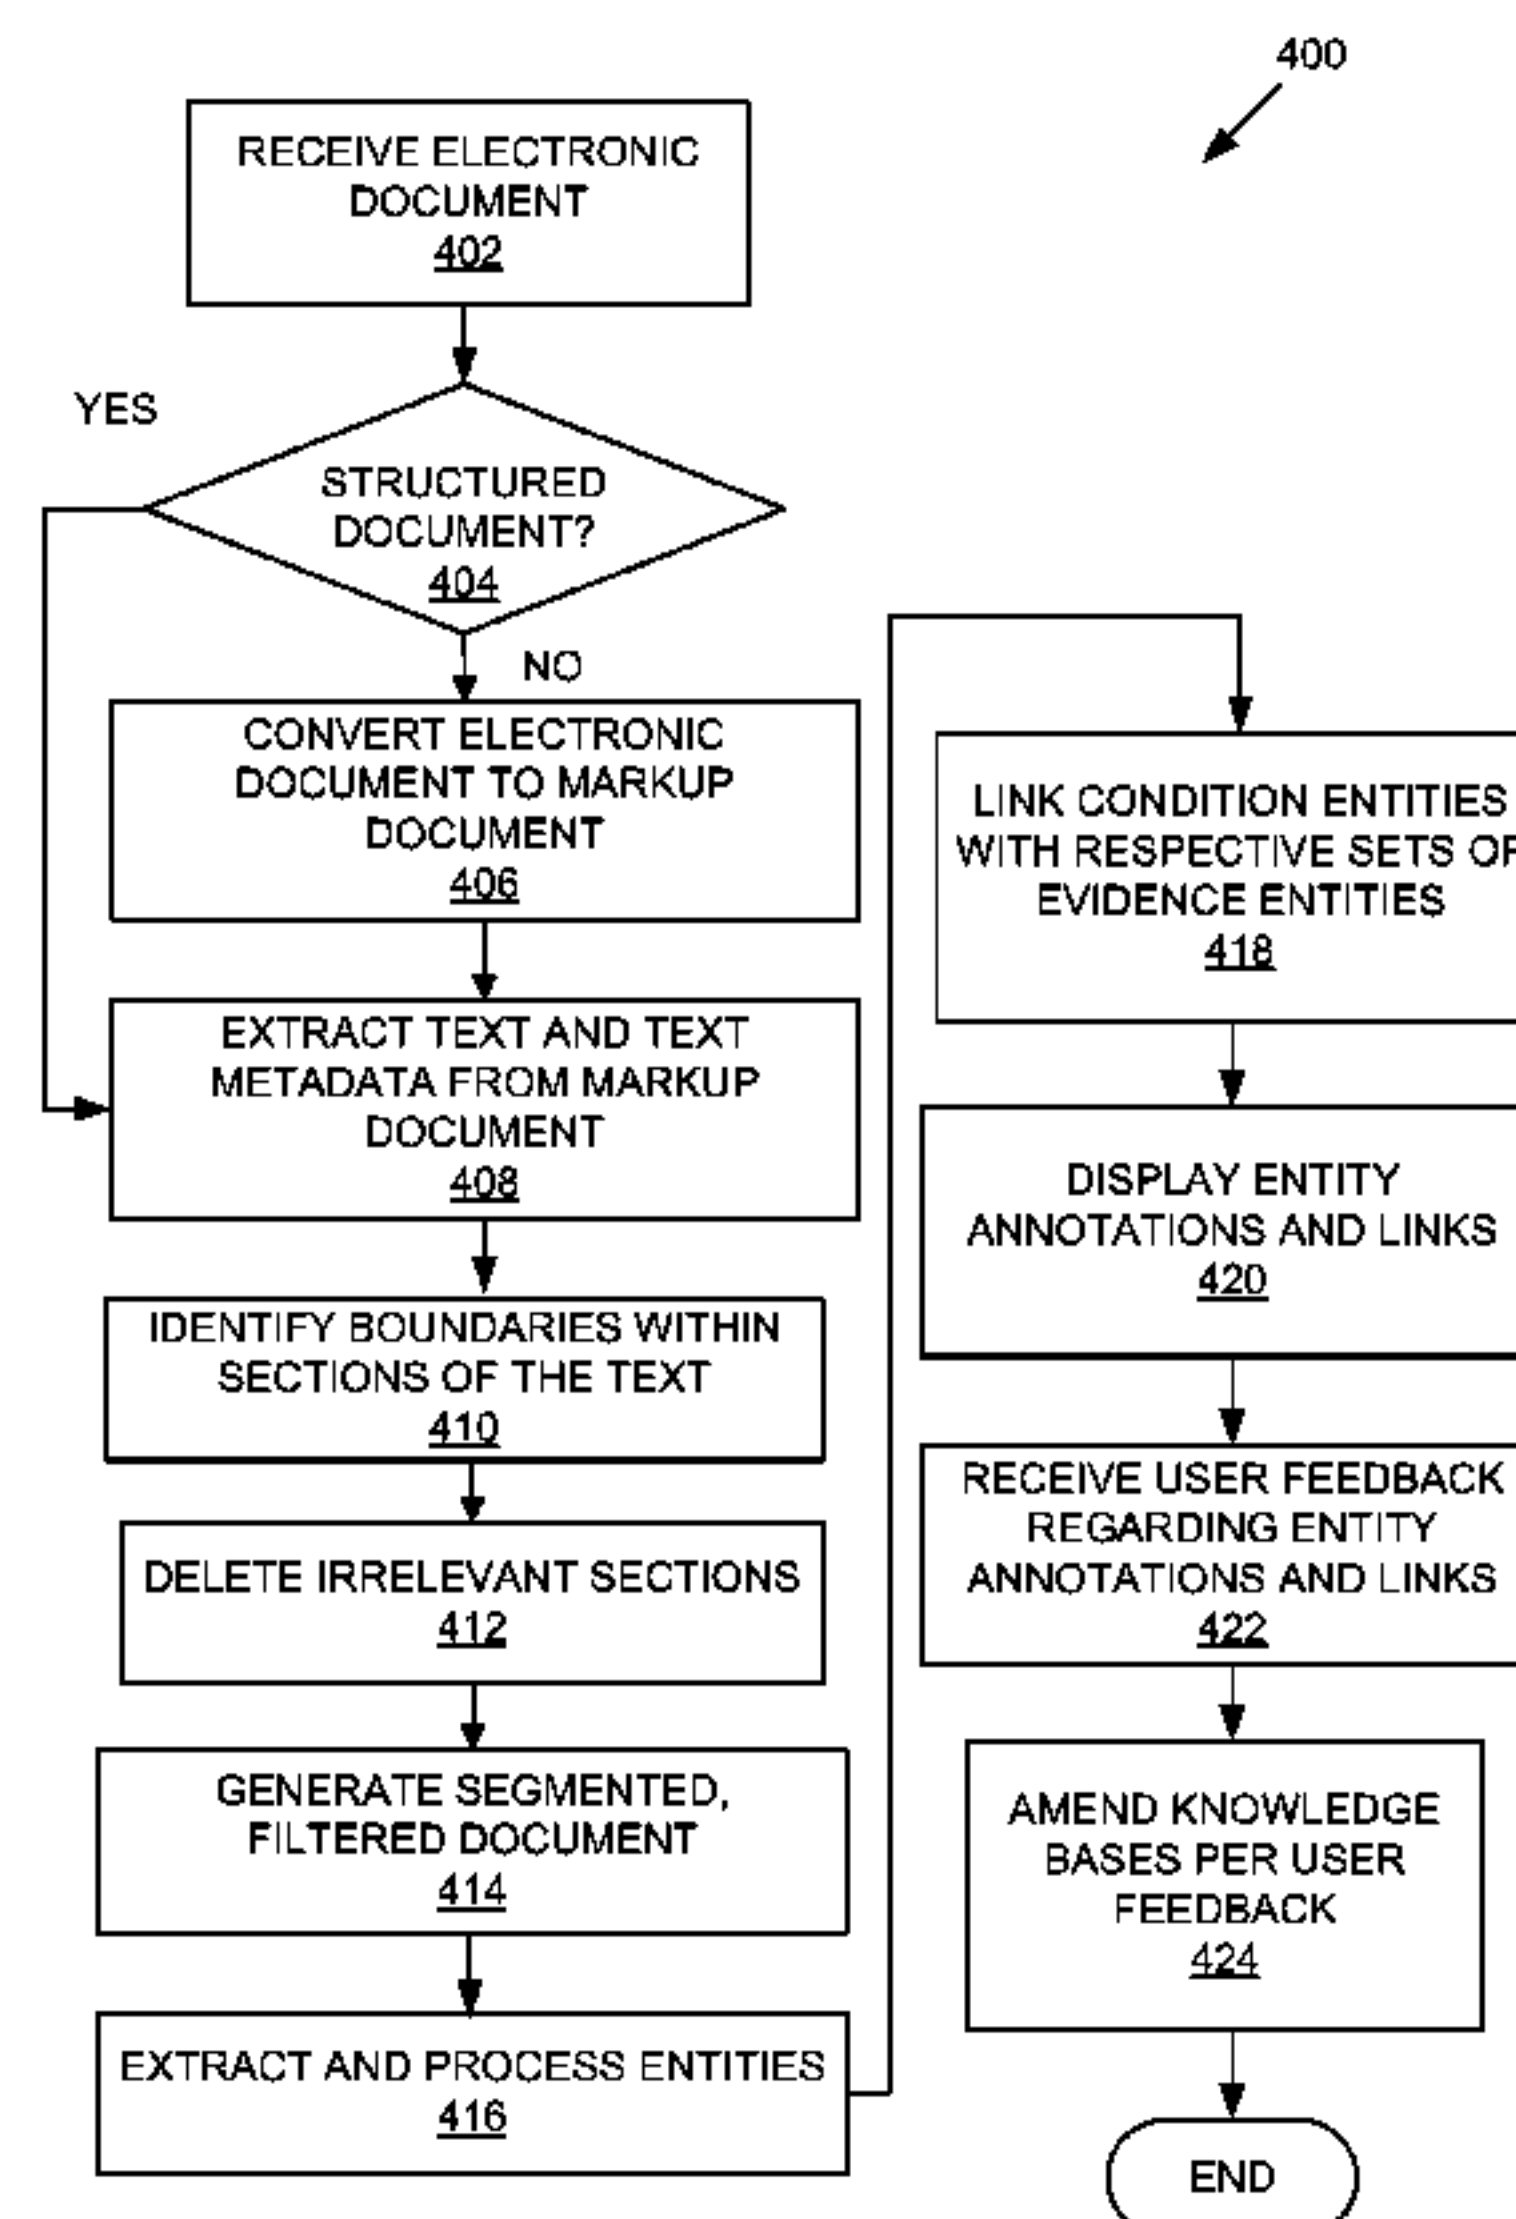 400
RECEIVE ELECTRONIC
DOCUMENT
402
YES
STRUCTURED
DOCUMENT?
404
NO
CONVERT ELECTRONIC
DOCUMENT TO MARKUP
DOCUMENT
406
EXTRACT TEXT AND TEXT
METADATA FROM MARKUP
DOCUMENT
408
IDENTIFY BOUNDARIES WITHIN
SECTIONS OF THE TEXT
410
DELETE IRRELEVANT SECTIONS
412
GENERATE SEGMENTED,
FILTERED DOCUMENT
414
EXTRACT AND PROCESS ENTITIES
416
LINK CONDITION ENTITIES
WITH RESPECTIVE SETS OF
EVIDENCE ENTITIES
418
DISPLAY ENTITY
ANNOTATIONS AND LINKS
420
RECEIVE USER FEEDBACK
REGARDING ENTITY
ANNOTATIONS AND LINKS
422
AMEND KNOWLEDGE
BASES PER USER
FEEDBACK
424
END